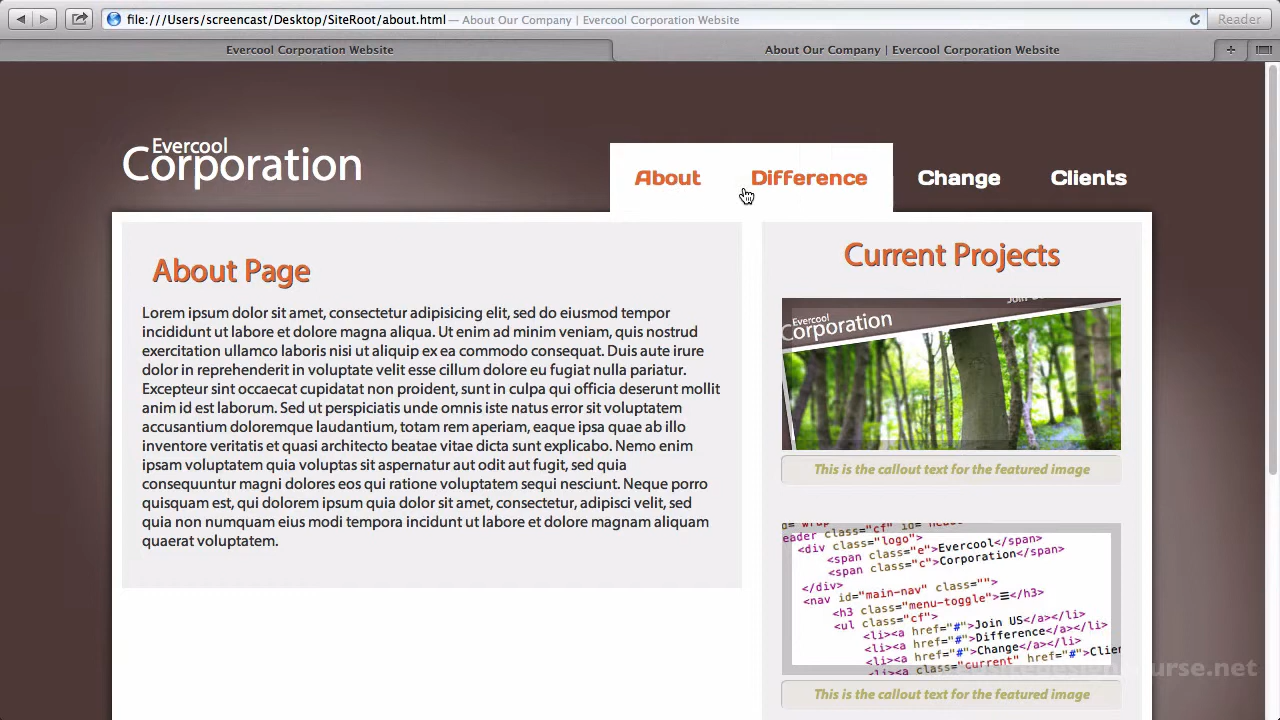 file:///Users/screencast/Desktop/SiteRoot/about.html — About Our Company | Evercool Corporation Website
Reader
Evercool Corporation Website
About Our Company | Evercool Corporation Website
Evercool
Corporation
About Difference Change Clients
About Page
Lorem ipsum dolor sit amet, consectetur adipisicing elit, sed do eiusmod tempor
incididunt ut labore et dolore magna aliqua. Ut enim ad minim veniam, quis nostrud
exercitation ullamco laboris nisi ut aliquip ex ea commodo consequat. Duis aute irure
dolor in reprehenderit in voluptate velit esse cillum dolore eu fugiat nulla pariatur.
Excepteur sint occaecat cupidatat non proident, sunt in culpa qui officia deserunt mollit
anim id est laborum. Sed ut perspiciatis unde omnis iste natus error sit voluptatem
accusantium doloremque laudantium, totam rem aperiam, eaque ipsa quae ab illo
inventore veritatis et quasi architecto beatae vitae dicta sunt explicabo. Nemo enim
ipsam voluptatem quia voluptas sit aspernatur aut odit aut fugit, sed quia
consequuntur magni dolores eos qui ratione voluptatem sequi nesciunt. Neque porro
quisquam est, qui dolorem ipsum quia dolor sit amet, consectetur, adipisci velit, sed
quia non numquam eius modi tempora incidunt ut labore et dolore magnam aliquam
quaerat voluptatem.
Current Projects
Evercool
Corporation
This is the callout text for the featured image
eader class="cf" id=
<div class="logo">
<span class="e">Evercool</span>
<span class="c">Corporation</span>
</div>
<nav id="main-nav" class="">
<h3 class="menu-toggle">☰</h3>
<ul class="cf">
<li><a href="#">Join US</a></li>
<li><a href="#">Difference</a></li>
<li><a href="#">Change</a></li>
<li><a class="current" href="#">Clie
This is the callout text for the featured image